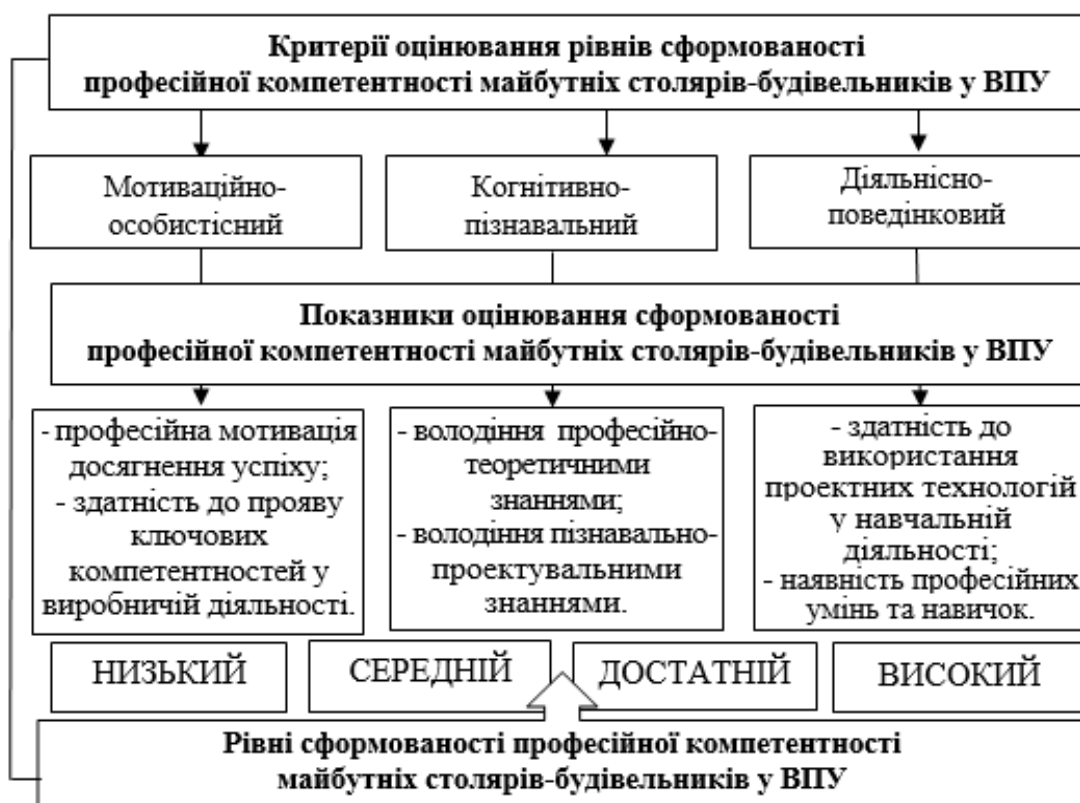 Критерії оцінювання рівнів сформованості
професійної компетентності майбутніх столярів-будівельників у ВПУ
Мотиваційно-
особистісний
Когнітивно-
пізнавальний
Діяльнісно-
поведінковий
Показники оцінювання сформованості
професійної компетентності майбутніх столярів-будівельників у ВПУ
- професійна мотивація
досягнення успіху;
- здатність до прояву
ключових
компетентностей у
виробничій діяльності.
- володіння професійно-
теоретичними
знаннями;
- володіння пізнавально-
проектувальними
знаннями.
- здатність до
використання
проектних технологій
у навчальній
діяльності;
- наявність професійних
умінь та навичок.
НИЗЬКИЙ
СЕРЕДНІЙ
ДОСТАТНІЙ
ВИСОКИЙ
Рівні сформованості професійної компетентності
майбутніх столярів-будівельників у ВПУ